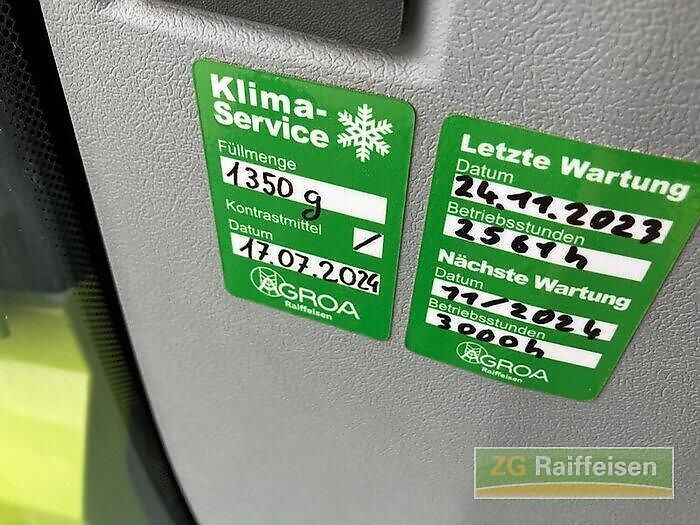 Klima-
Service
Füllmenge
1350 g
Kontrastmittel /
Datum
17.07.2024
AGROA
Raiffeisen
Letzte Wartung
Datum
24.11.2023
Betriebsstunden
2561 h
Nächste Wartung
Datum
11/2024
Betriebsstunden
3000 h
AGROA
Raiffeisen
ZG Raiffeisen